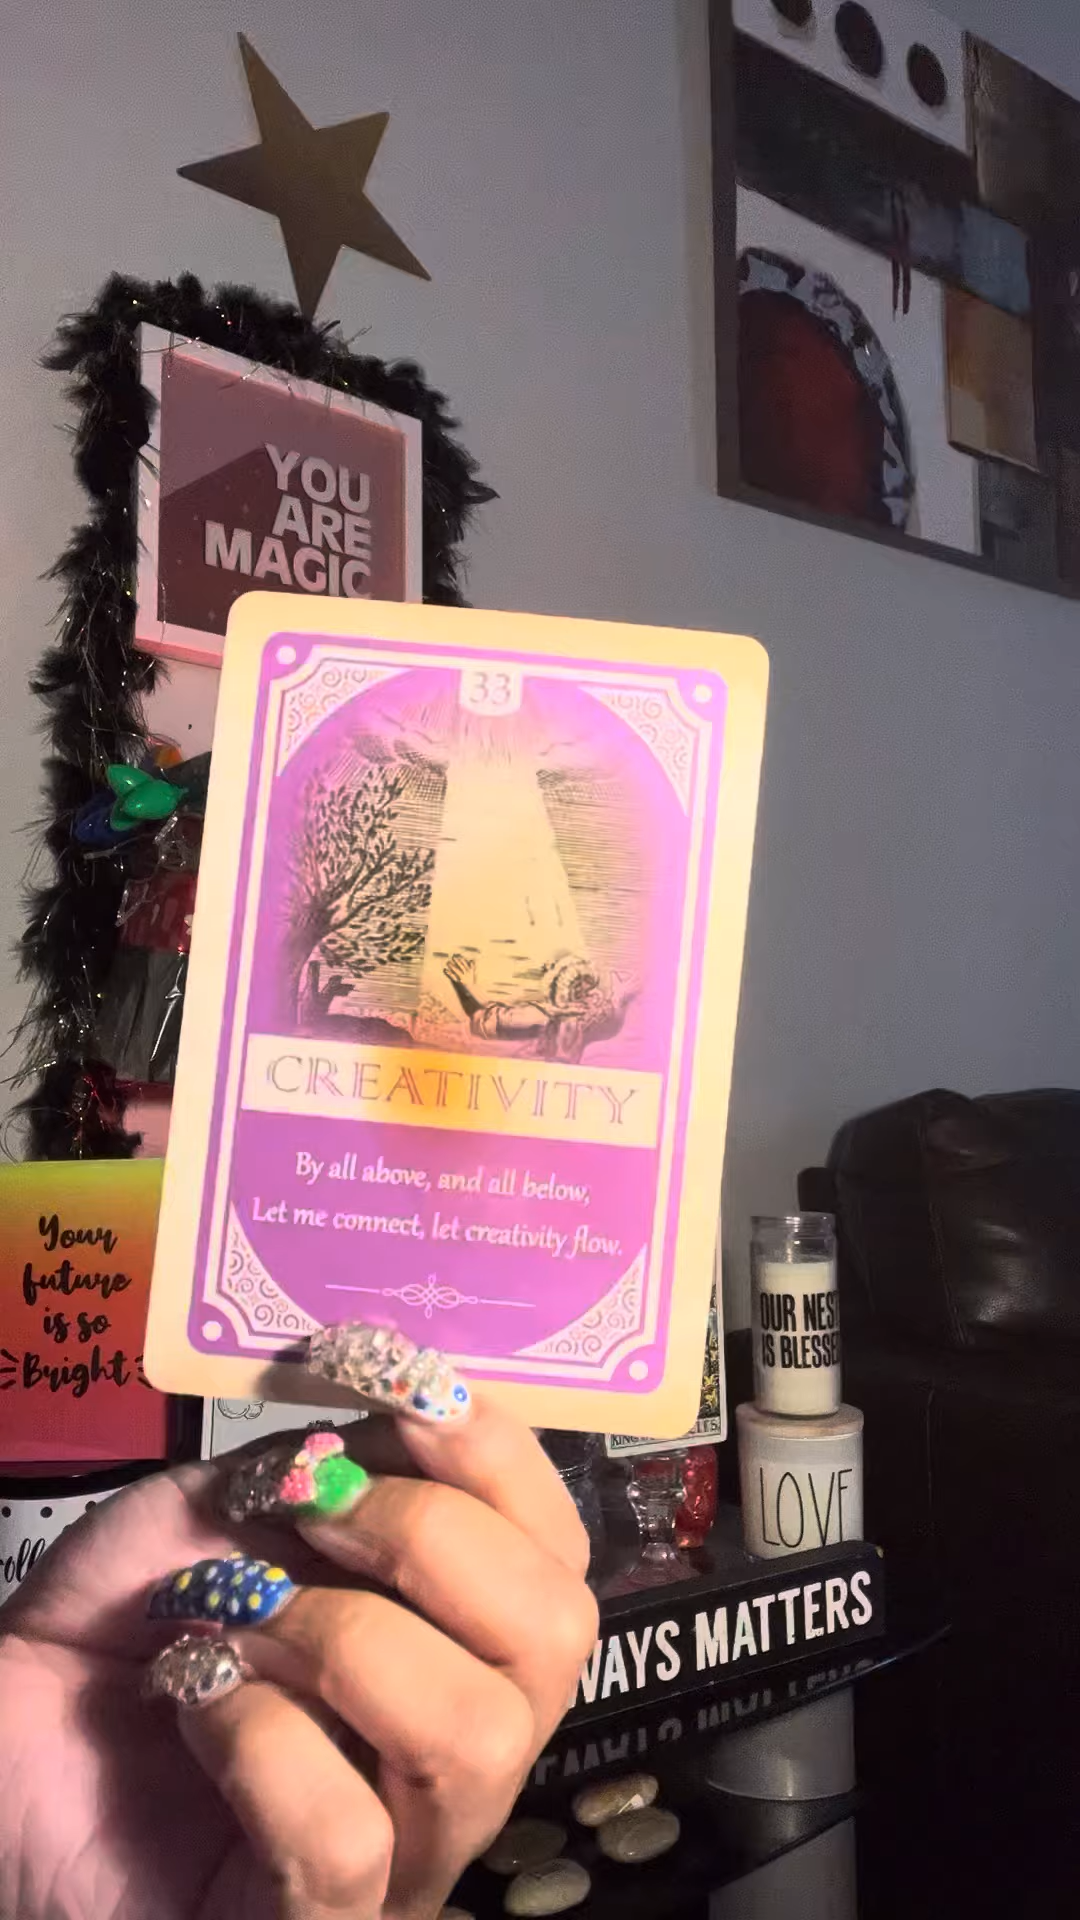 YOU
ARE
MAGIC
33
CREATIVITY
By all above, and all below,
Let me connect, let creativity flow.
Your
future
is so
Bright
OUR NEST
IS BLESSED
KING
LOVE
WAYS MATTERS